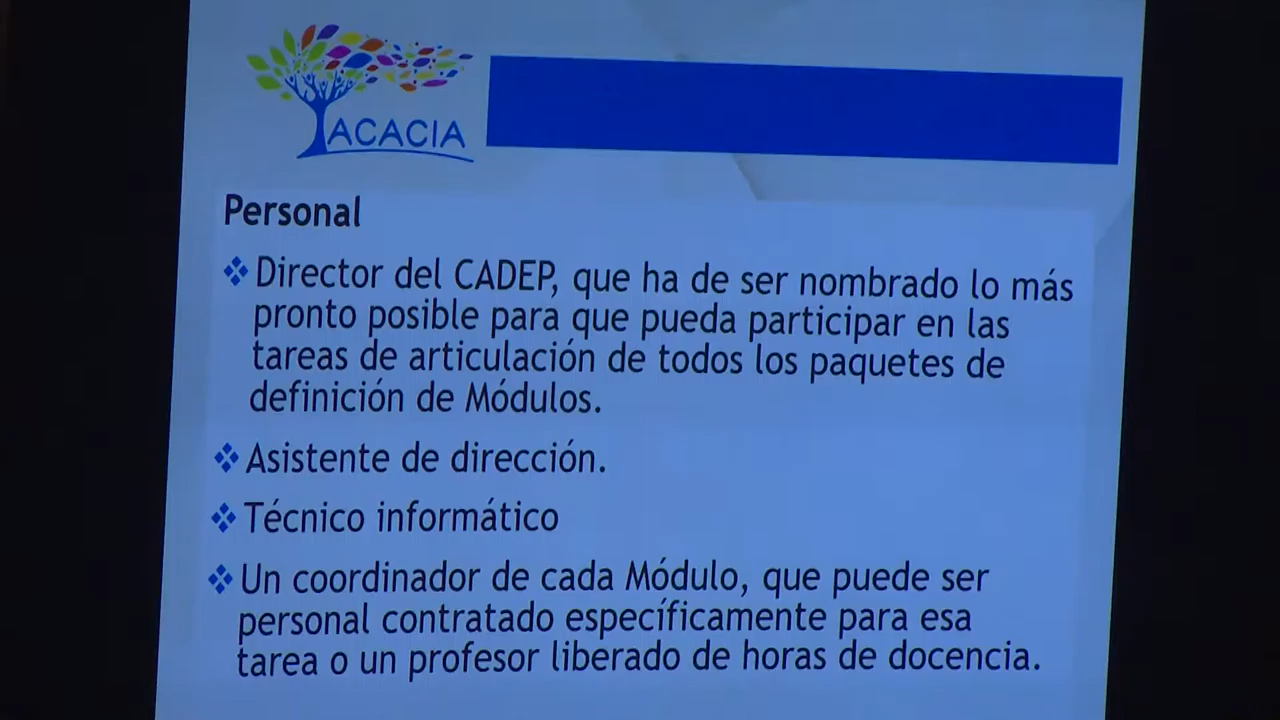 ACACIA
Personal
❖ Director del CADEP, que ha de ser nombrado lo más
pronto posible para que pueda participar en las
tareas de articulación de todos los paquetes de
definición de Módulos.
❖ Asistente de dirección.
❖ Técnico informático
❖ Un coordinador de cada Módulo, que puede ser
personal contratado específicamente para esa
tarea o un profesor liberado de horas de docencia.